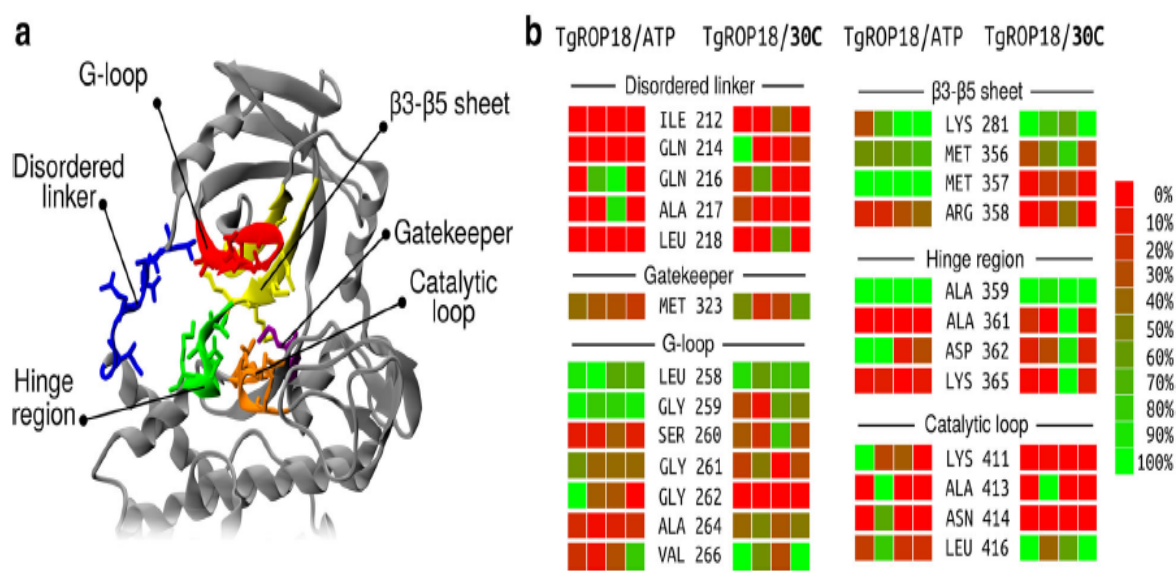 a
G-loop
β3-β5 sheet
Disordered
linker
Gatekeeper
Catalytic
loop
Hinge
region
b
TgROP18/ATP TgROP18/30C TgROP18/ATP TgROP18/30C
Disordered linker
ILE 212
GLN 214
GLN 216
ALA 217
LEU 218
Gatekeeper
MET 323
G-loop
LEU 258
GLY 259
SER 260
GLY 261
GLY 262
ALA 264
VAL 266
β3-β5 sheet
LYS 281
MET 356
MET 357
ARG 358
Hinge region
ALA 359
ALA 361
ASP 362
LYS 365
Catalytic loop
LYS 411
ALA 413
ASN 414
LEU 416
0%
10%
20%
30%
40%
50%
60%
70%
80%
90%
100%